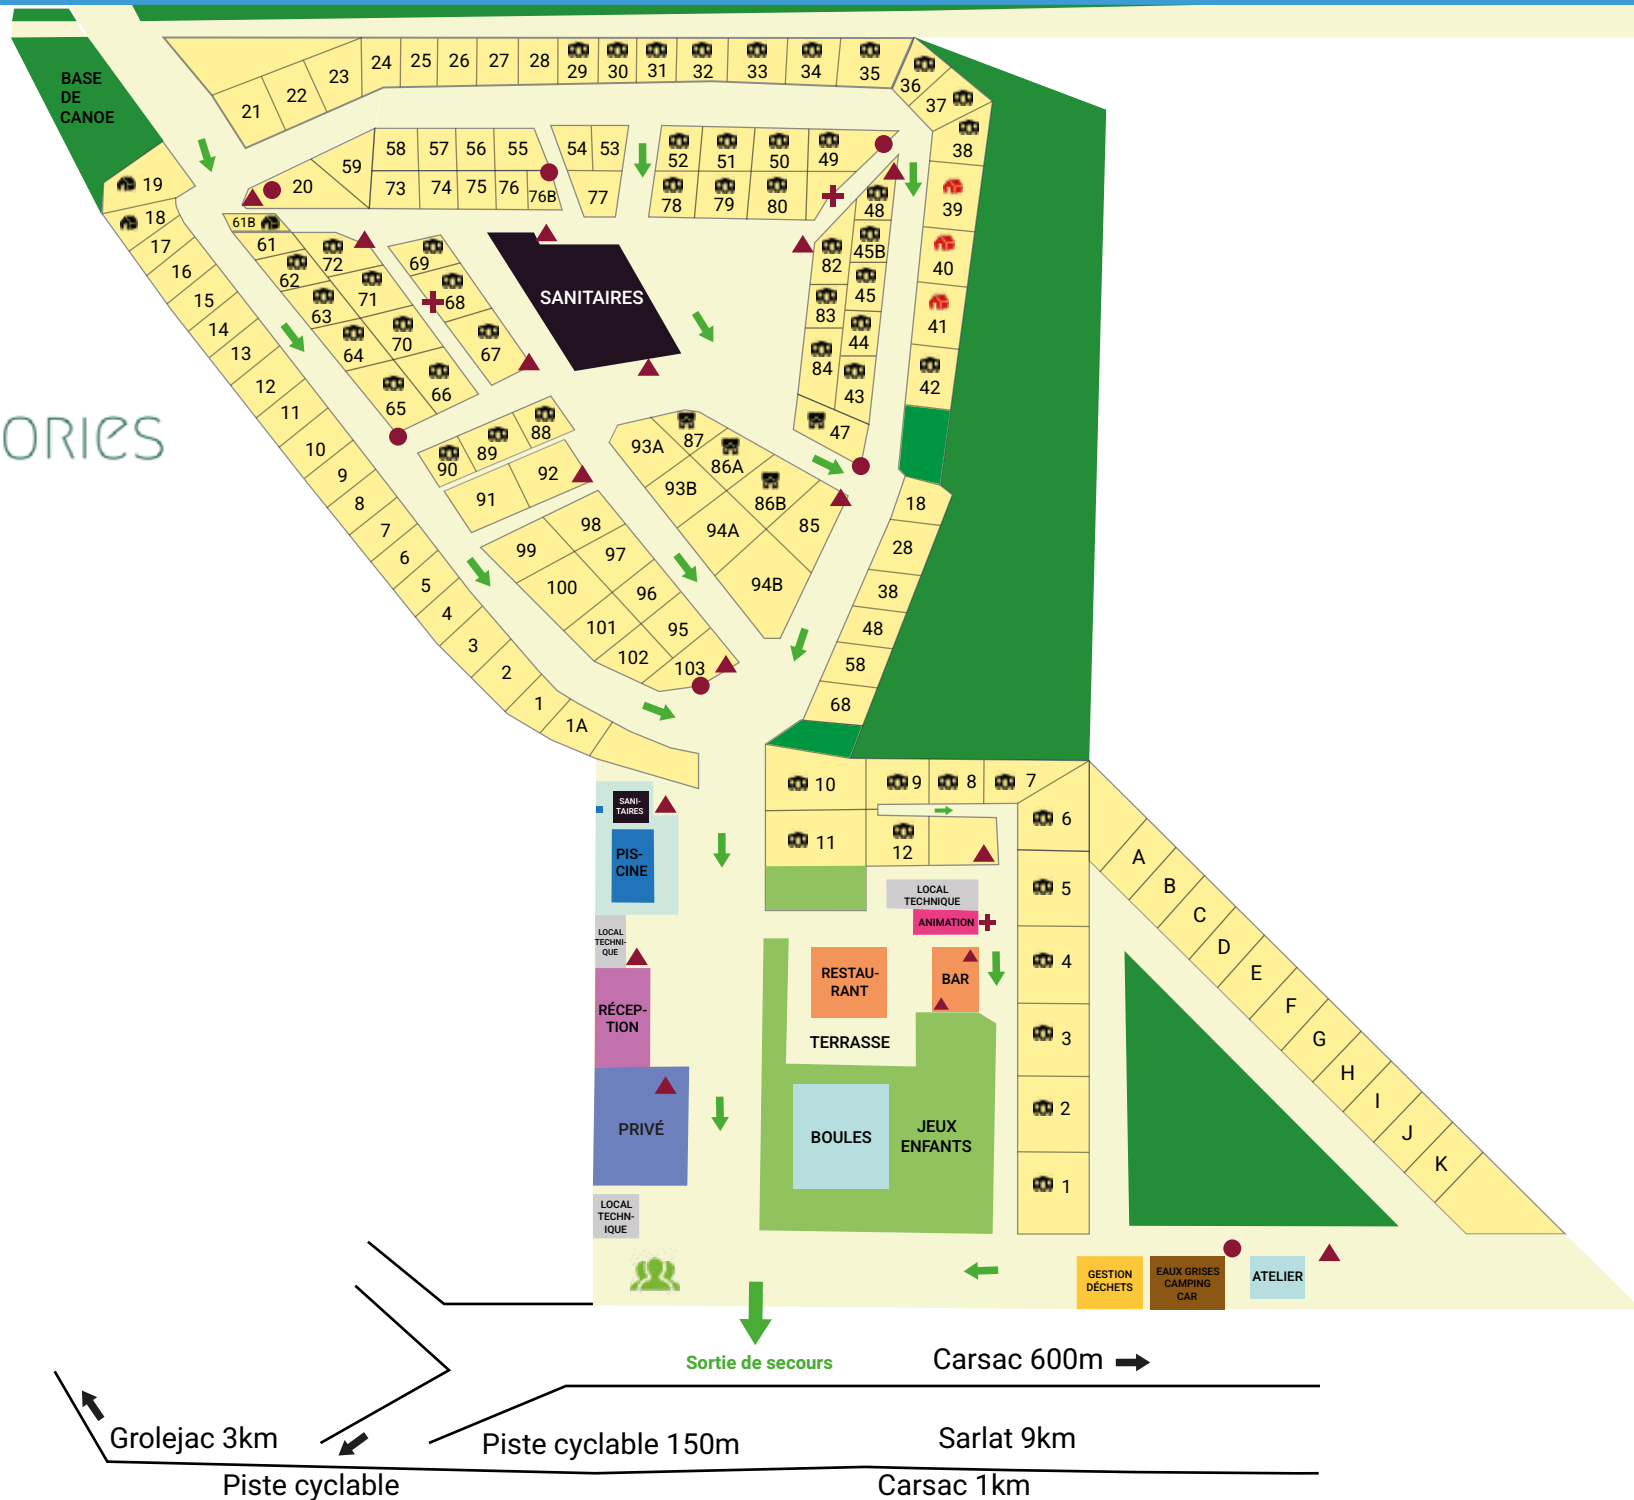 BASE
DE
CANOE
21
22
23
24
25
26
27
28
29
30
31
32
33
34
35
36
37
38
39
40
41
42
19
18
17
16
15
14
13
12
11
10
9
8
7
6
5
4
3
2
1
1A
20
59
58
57
56
55
73
74
75
76
76B
54
53
77
52
51
50
49
78
79
80
48
45B
45
44
43
47
82
83
84
61B
61
62
63
64
65
72
71
70
66
69
68
67
SANITAIRES
ORIES
88
89
90
91
92
93A
87
86A
86B
85
93B
94A
94B
98
99
97
100
96
101
95
102
103
18
28
38
48
58
68
10
9
8
7
6
11
12
5
4
3
2
1
A
B
C
D
E
F
G
H
I
J
K
SANI-
TAIRES
PIS-
CINE
LOCAL
TECHNI-
QUE
RÉCEP-
TION
PRIVÉ
LOCAL
TECHN-
IQUE
LOCAL
TECHNIQUE
ANIMATION
RESTAU-
RANT
BAR
TERRASSE
BOULES
JEUX
ENFANTS
GESTION
DÉCHETS
EAUX GRISES
CAMPING
CAR
ATELIER
Sortie de secours
Carsac 600m
Grolejac 3km
Piste cyclable 150m
Sarlat 9km
Piste cyclable
Carsac 1km